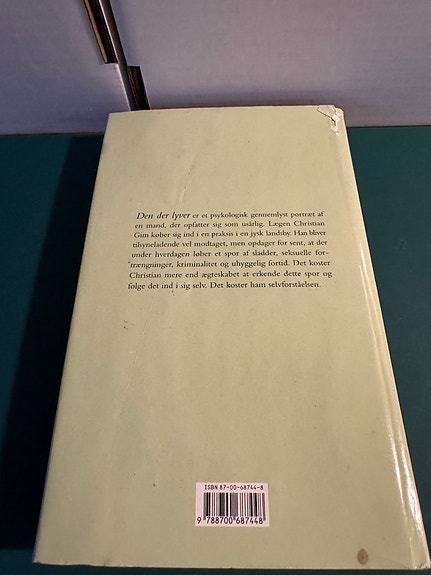 Den der lyver er et psykologisk gennemlyst portræt af
en mand, der opfatter sig som usårlig. Lægen Christian
Gim køber sig ind i en praksis i en jysk landsby. Han bliver
tilsyneladende vel modtaget, men opdager for sent, at der
under hverdagen løber et spor af sladder, seksuelle for-
trængninger, kriminalitet og uhyggelig fortid. Det koster
Christian mere end ægteskabet at erkende dette spor og
følge det ind i sig selv. Det koster ham selvforståelsen.
ISBN 87-00-68744-8
9 788700 687448